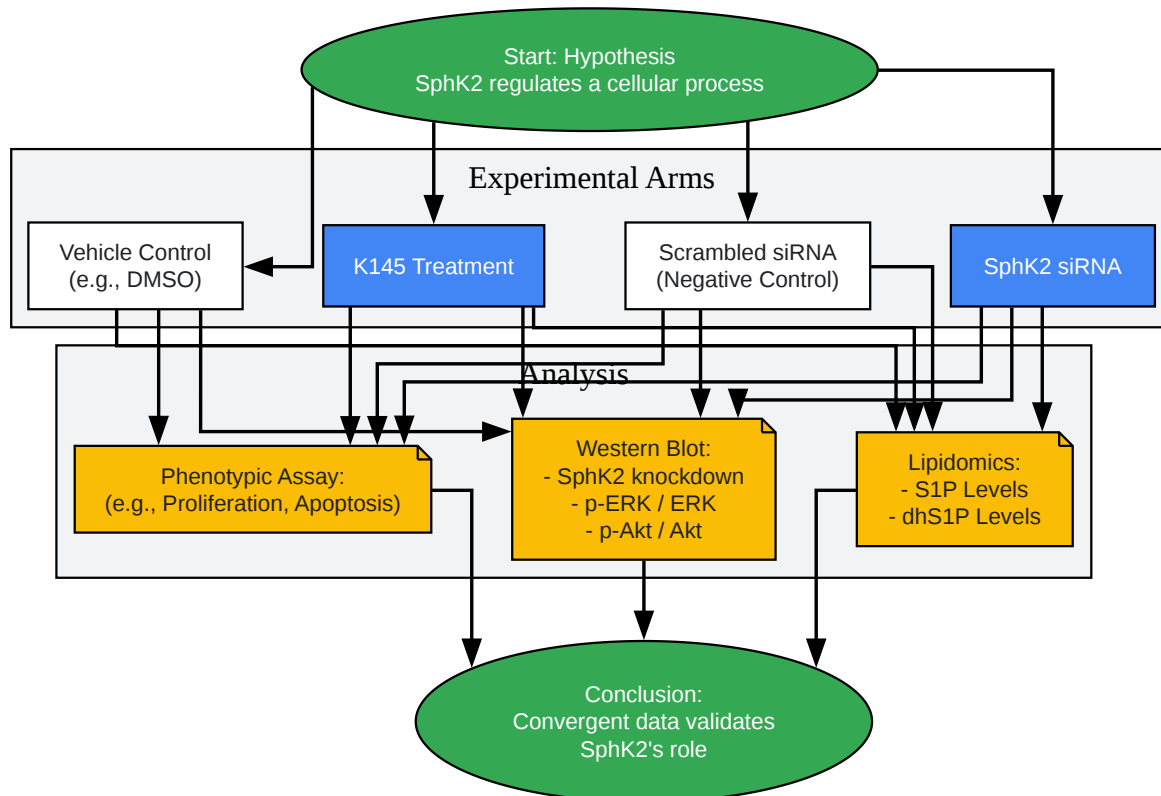 Start: Hypothesis
SphK2 regulates a cellular process
Experimental Arms
Vehicle Control
(e.g., DMSO)
K145 Treatment
Scrambled siRNA
(Negative Control)
SphK2 siRNA
Analysis
Phenotypic Assay:
(e.g., Proliferation, Apoptosis)
Western Blot:
- SphK2 knockdown
- p-ERK / ERK
- p-Akt / Akt
Lipidomics:
- S1P Levels
- dhS1P Levels
Conclusion:
Convergent data validates
SphK2's role